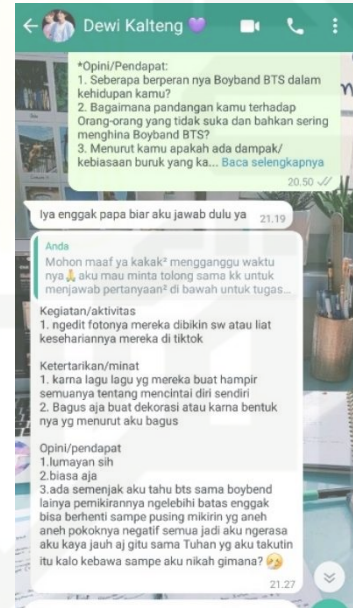 Dewi Kalteng 💜
*Opini/Pendapat:
1. Seberapa berperan nya Boyband BTS dalam
kehidupan kamu?
2. Bagaimana pandangan kamu terhadap
Orang-orang yang tidak suka dan bahkan sering
menghina Boyband BTS?
3. Menurut kamu apakah ada dampak/
kebiasaan buruk yang ka... Baca selengkapnya
20.50
Iya enggak papa biar aku jawab dulu ya
21.19
Anda
Mohon maaf ya kakak² mengganggu waktu
nya🙏 aku mau minta tolong sama kk untuk
menjawab pertanyaan² di bawah untuk tugas...
Kegiatan/aktivitas
1. ngedit fotonya mereka dibikin sw atau liat
kesehariannya mereka di tiktok
Ketertarikan/minat
1. karna lagu lagu yg mereka buat hampir
semuanya tentang mencintai diri sendiri
2. Bagus aja buat dekorasi atau karna bentuk
nya yg menurut aku bagus
Opini/pendapat
1.lumayan sih
2.biasa aja
3.ada semenjak aku tahu bts sama boybend
lainya pemikirannya ngelebihi batas enggak
bisa berhenti sampe pusing mikirin yg aneh
aneh pokoknya negatif semua jadi aku ngerasa
aku kaya jauh aj gitu sama Tuhan yg aku takutin
itu kalo kebawa sampe aku nikah gimana?
21.27